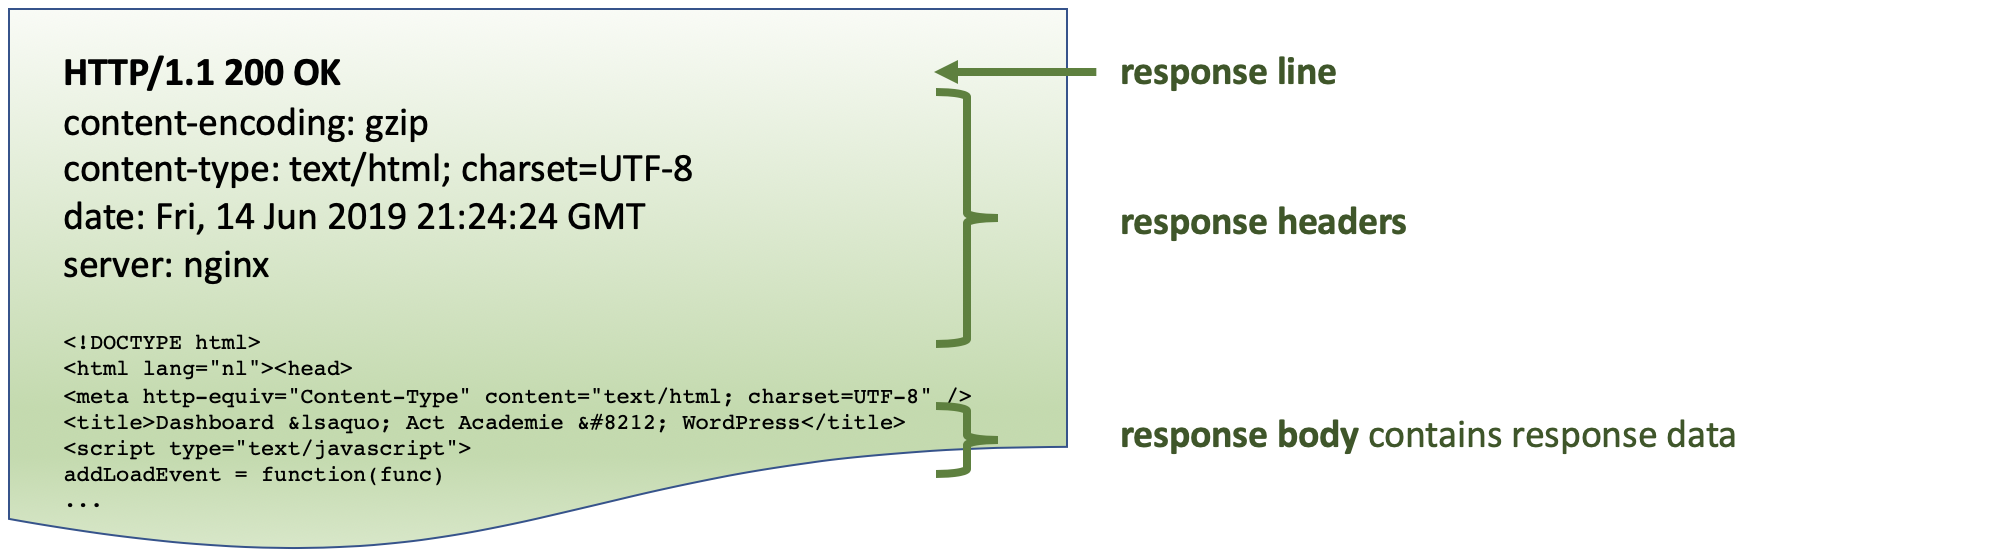 HTTP/1.1 200 OK
response line
content-encoding: gzip
content-type: text/html; charset=UTF-8
date: Fri, 14 Jun 2019 21:24:24 GMT
server: nginx
response headers
<!DOCTYPE html>
<html lang="nl"><head>
<meta http-equiv="Content-Type" content="text/html; charset=UTF-8" />
<title>Dashboard &lsaquo; Act Academie &#8212; WordPress</title>
<script type="text/javascript">
addLoadEvent = function(func)
...
response body contains response data